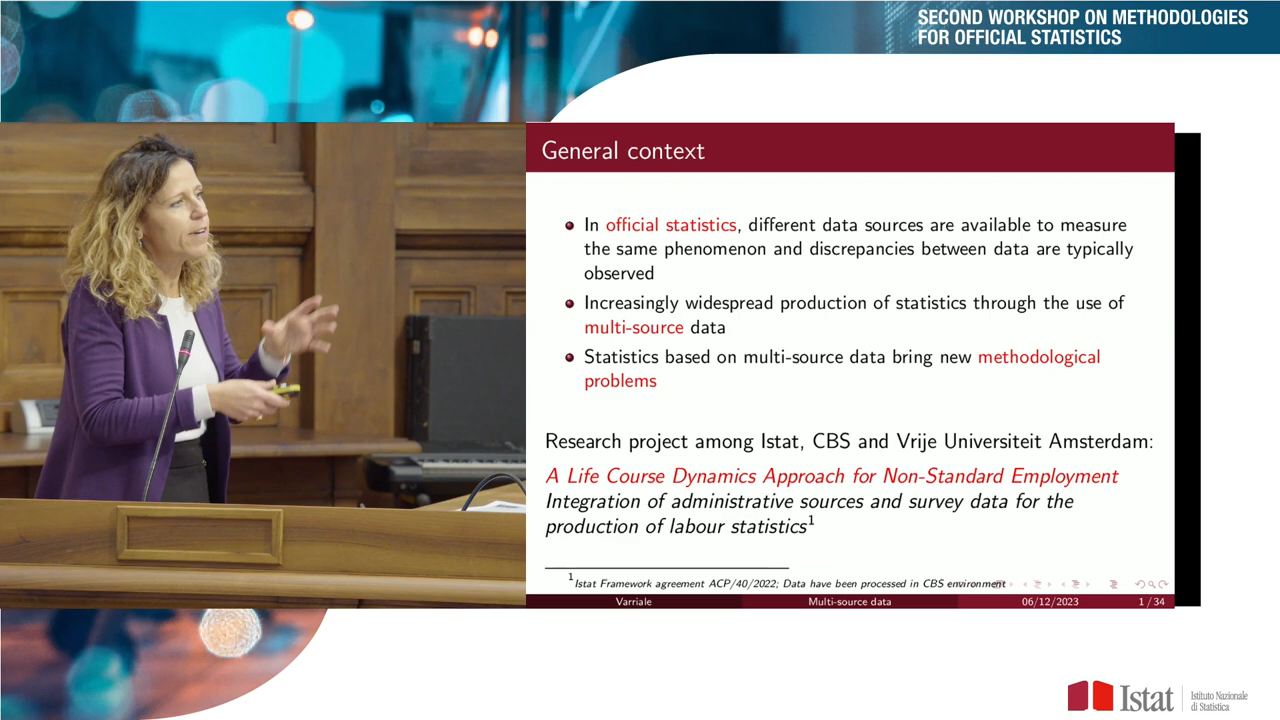 SECOND WORKSHOP ON METHODOLOGIES
FOR OFFICIAL STATISTICS
General context
In official statistics, different data sources are available to measure
the same phenomenon and discrepancies between data are typically
observed
Increasingly widespread production of statistics through the use of
multi-source data
Statistics based on multi-source data bring new methodological
problems
Research project among Istat, CBS and Vrije Universiteit Amsterdam:
A Life Course Dynamics Approach for Non-Standard Employment
Integration of administrative sources and survey data for the
production of labour statistics1
1Istat Framework agreement ACP/40/2022; Data have been processed in CBS environment
Varriale Multi-source data 06/12/2023 1 / 34
Istat Istituto Nazionale
di Statistica